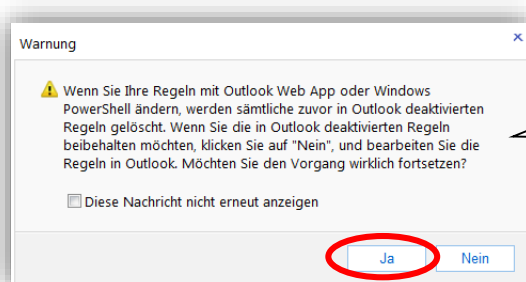 Warnung
Wenn Sie Ihre Regeln mit Outlook Web App oder Windows
PowerShell ändern, werden sämtliche zuvor in Outlook deaktivierten
Regeln gelöscht. Wenn Sie die in Outlook deaktivierten Regeln
beibehalten möchten, klicken Sie auf "Nein", und bearbeiten Sie die
Regeln in Outlook. Möchten Sie den Vorgang wirklich fortsetzen?
Diese Nachricht nicht erneut anzeigen
Ja Nein